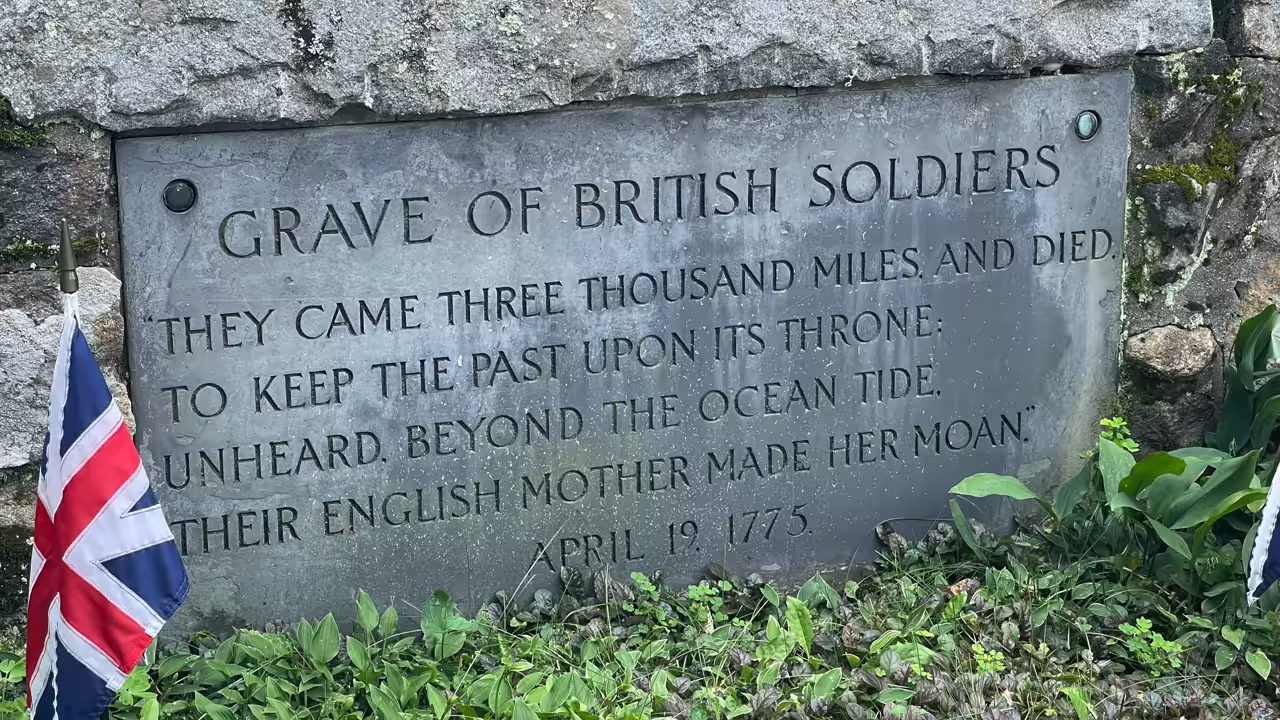 GRAVE OF BRITISH SOLDIERS
"THEY CAME THREE THOUSAND MILES, AND DIED,
TO KEEP THE PAST UPON ITS THRONE;
UNHEARD, BEYOND THE OCEAN TIDE,
THEIR ENGLISH MOTHER MADE HER MOAN."
APRIL 19, 1775.